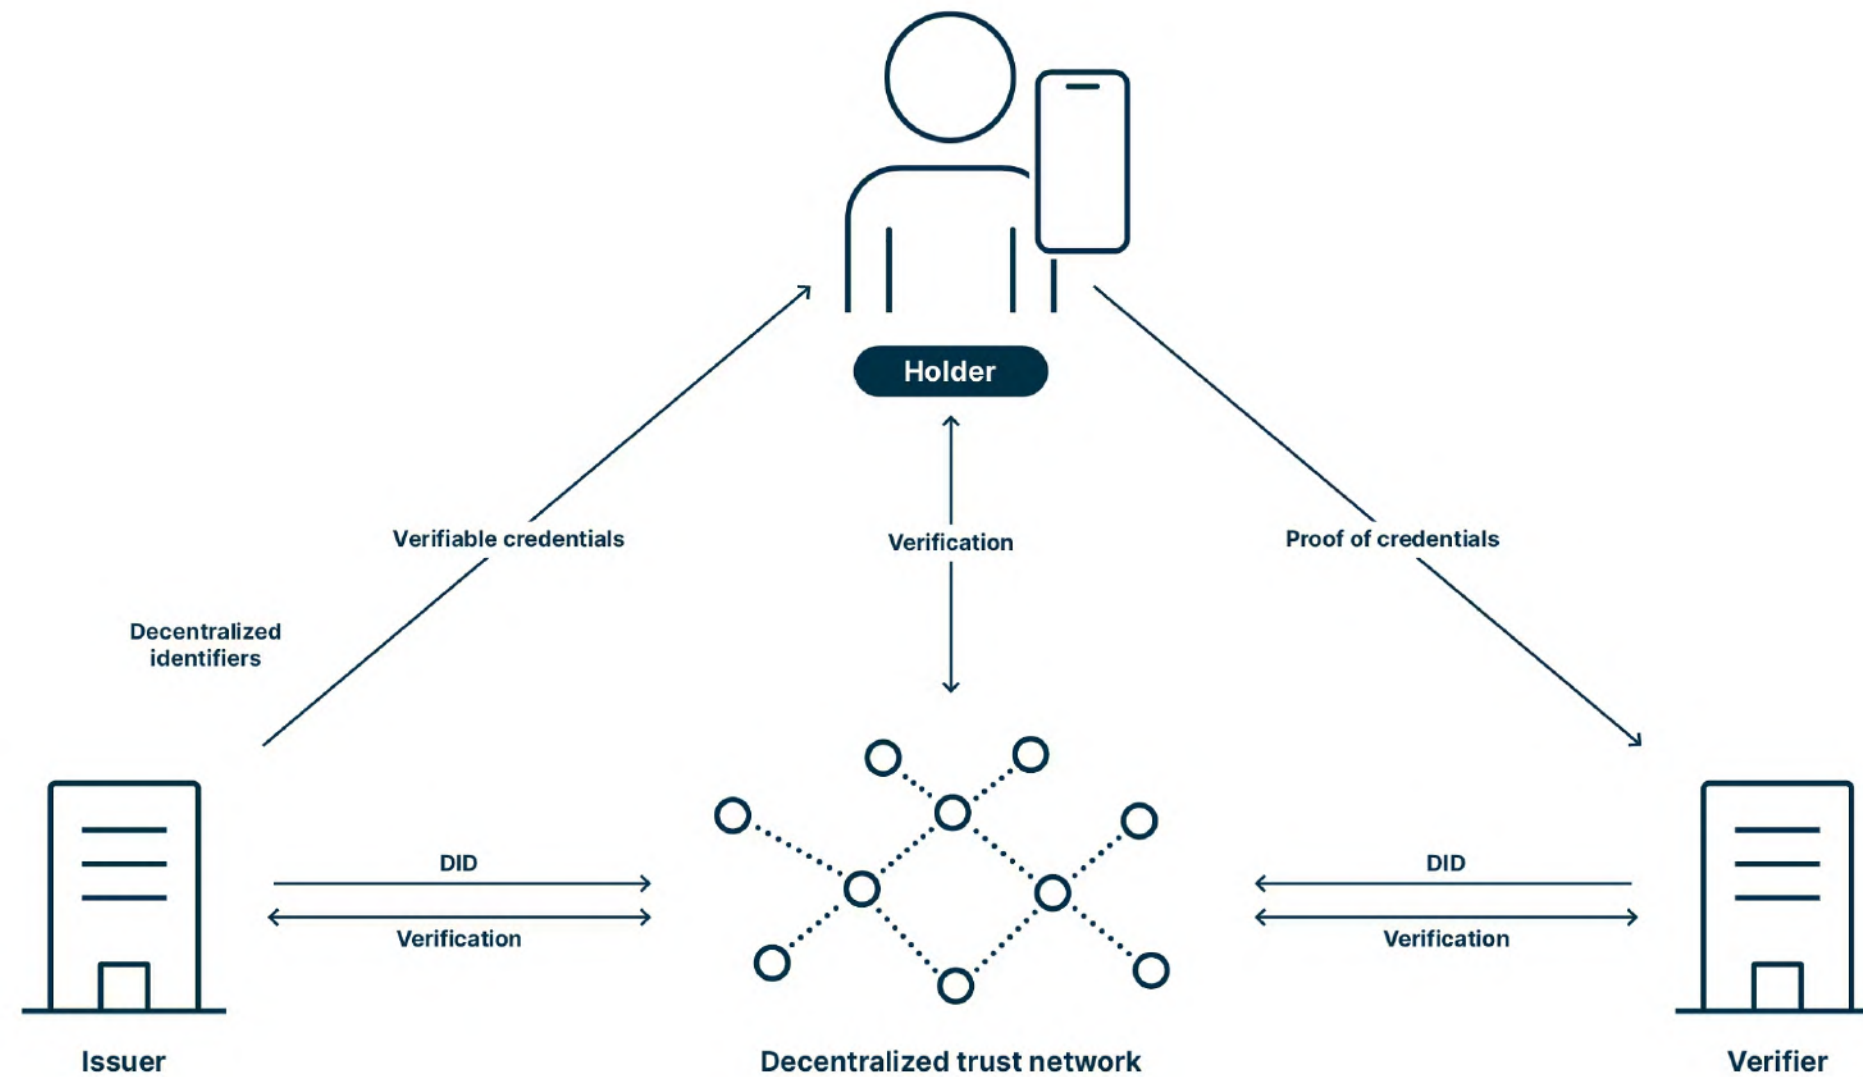 Holder
Verifiable credentials
Verification
Proof of credentials
Decentralized
identifiers
DID
Verification
DID
Verification
Issuer
Decentralized trust network
Verifier